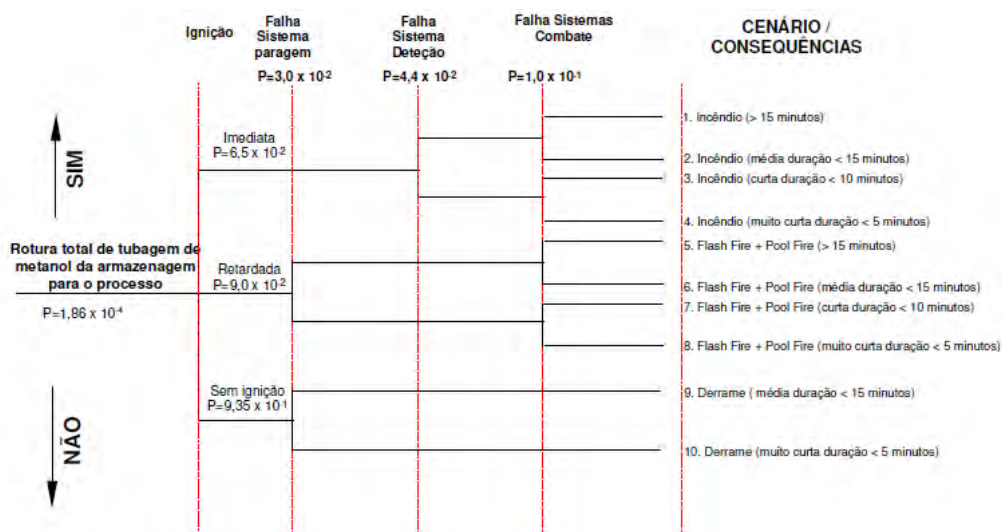 Ignição
Falha
Sistema
paragem
P=3,0 x 10-2
Falha
Sistema
Deteção
P=4,4 x 10-2
Falha Sistemas
Combate
P=1,0 x 10-1
CENÁRIO /
CONSEQUÊNCIAS
SIM
Imediata
P=6,5 x 10-2
1. Incêndio (> 15 minutos)
2. Incêndio (média duração < 15 minutos)
3. Incêndio (curta duração < 10 minutos)
4. Incêndio (muito curta duração < 5 minutos)
Rotura total de tubagem de
metanol da armazenagem
para o processo
P=1,86 x 10-4
Retardada
P=9,0 x 10-2
5. Flash Fire + Pool Fire (> 15 minutos)
6. Flash Fire + Pool Fire (média duração < 15 minutos)
7. Flash Fire + Pool Fire (curta duração < 10 minutos)
8. Flash Fire + Pool Fire (muito curta duração < 5 minutos)
NÃO
Sem ignição
P=9,35 x 10-1
9. Derrame ( média duração < 15 minutos)
10. Derrame (muito curta duração < 5 minutos)